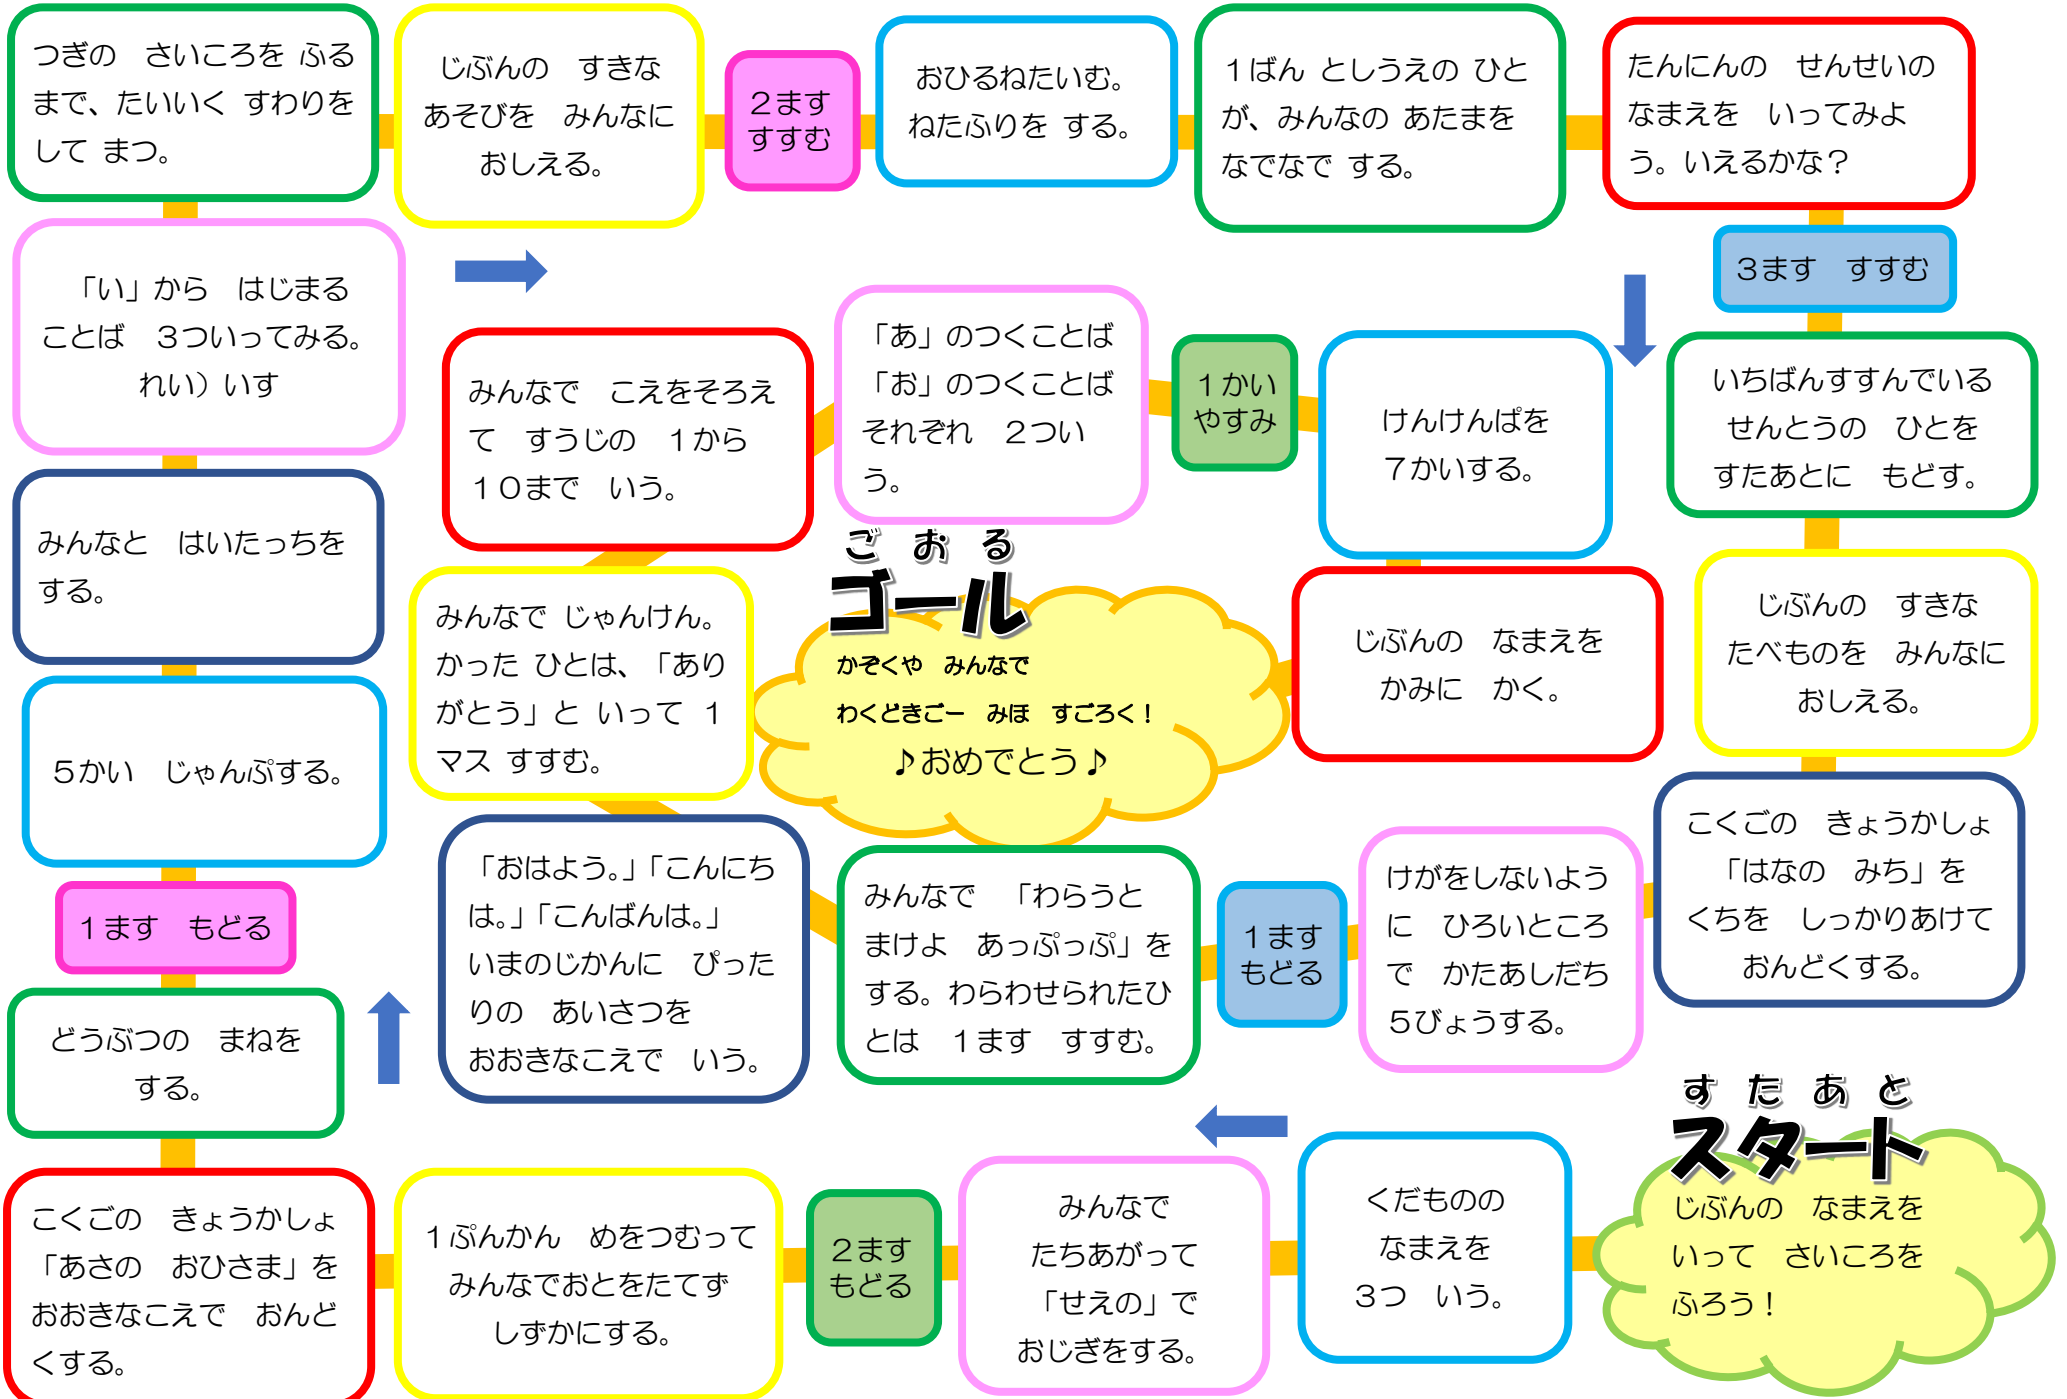 すたあと
スタート
じぶんの　なまえを
いって　さいころを
ふろう！
くだものの
なまえを
３つ　いう。
みんなで
たちあがって
「せえの」で
おじぎをする。
２ます
もどる
１ぷんかん　めをつむって
みんなでおとをたてず
しずかにする。
こくごの　きょうかしょ
「あさの　おひさま」を
おおきなこえで　おんど
くする。
どうぶつの　まねを
する。
１ます　もどる
５かい　じゃんぷする。
みんなと　はいたっちを
する。
「い」から　はじまる
ことば　３ついってみる。
れい）いす
つぎの　さいころを ふる
まで、たいいく すわりを
して まつ。
じぶんの　すきな
あそびを　みんなに
おしえる。
２ます
すすむ
おひるねたいむ。
ねたふりを する。
１ばん としうえの ひと
が、みんなの あたまを
なでなで する。
たんにんの　せんせいの
なまえを　いってみよ
う。いえるかな？
３ます　すすむ
いちばんすすんでいる
せんとうの　ひとを
すたあとに　もどす。
じぶんの　すきな
たべものを　みんなに
おしえる。
こくごの　きょうかしょ
「はなの　みち」を
くちを　しっかりあけて
おんどくする。
けがをしないよう
に　ひろいところ
で　かたあしだち
５びょうする。
１ます
もどる
みんなで　「わらうと
まけよ　あっぷっぷ」を
する。わらわせられたひ
とは　１ます　すすむ。
「おはよう。」「こんにち
は。」「こんばんは。」
いまのじかんに　ぴった
りの　あいさつを
おおきなこえで　いう。
みんなで じゃんけん。
かった ひとは、「あり
がとう」と いって １
マス すすむ。
みんなで　こえをそろえ
て　すうじの　１から
１０まで　いう。
「あ」のつくことば
「お」のつくことば
それぞれ　２つい
う。
１かい
やすみ
けんけんぱを
７かいする。
じぶんの　なまえを
かみに　かく。
ごおる
ゴール
かぞくや　みんなで
わくどきごー　みほ　すごろく！
♪おめでとう♪